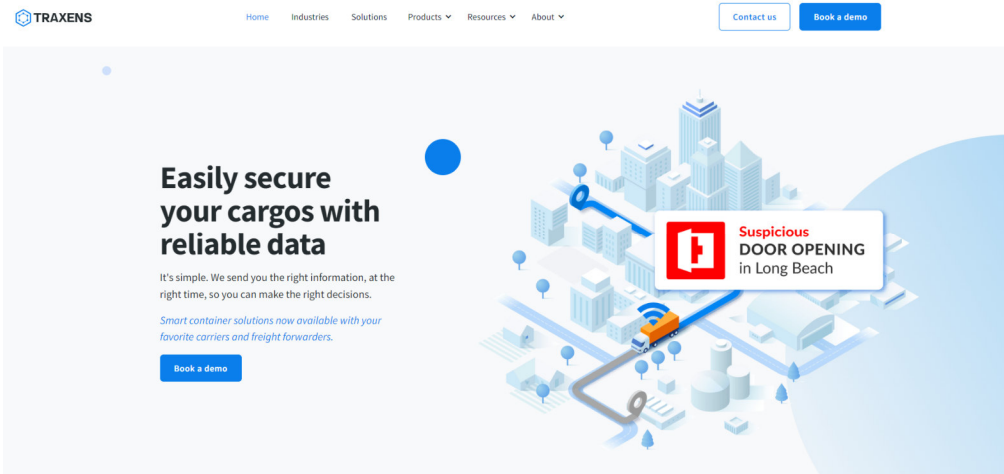 TRAXENS
Home Industries Solutions Products Resources About
Contact us
Book a demo
Easily secure
your cargos with
reliable data
It's simple. We send you the right information, at the
right time, so you can make the right decisions.
Smart container solutions now available with your
favorite carriers and freight forwarders.
Book a demo
Suspicious
DOOR OPENING
in Long Beach